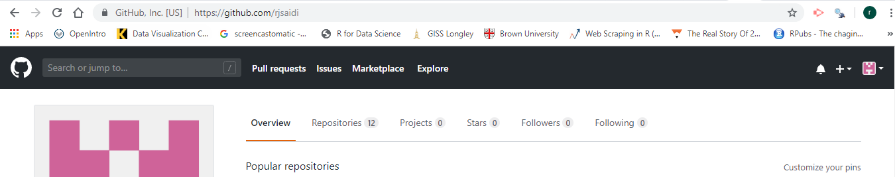 GitHub, Inc. [US] | https://github.com/rjsaidi r
Apps OpenIntro Data Visualization C... screencastomatic -... R for Data Science GISS Longley Brown University Web Scraping in R (... The Real Story Of 2... RPubs - The chagin... »
Search or jump to... / Pull requests Issues Marketplace Explore
Overview Repositories 12 Projects 0 Stars 0 Followers 0 Following 0
Popular repositories Customize your pins